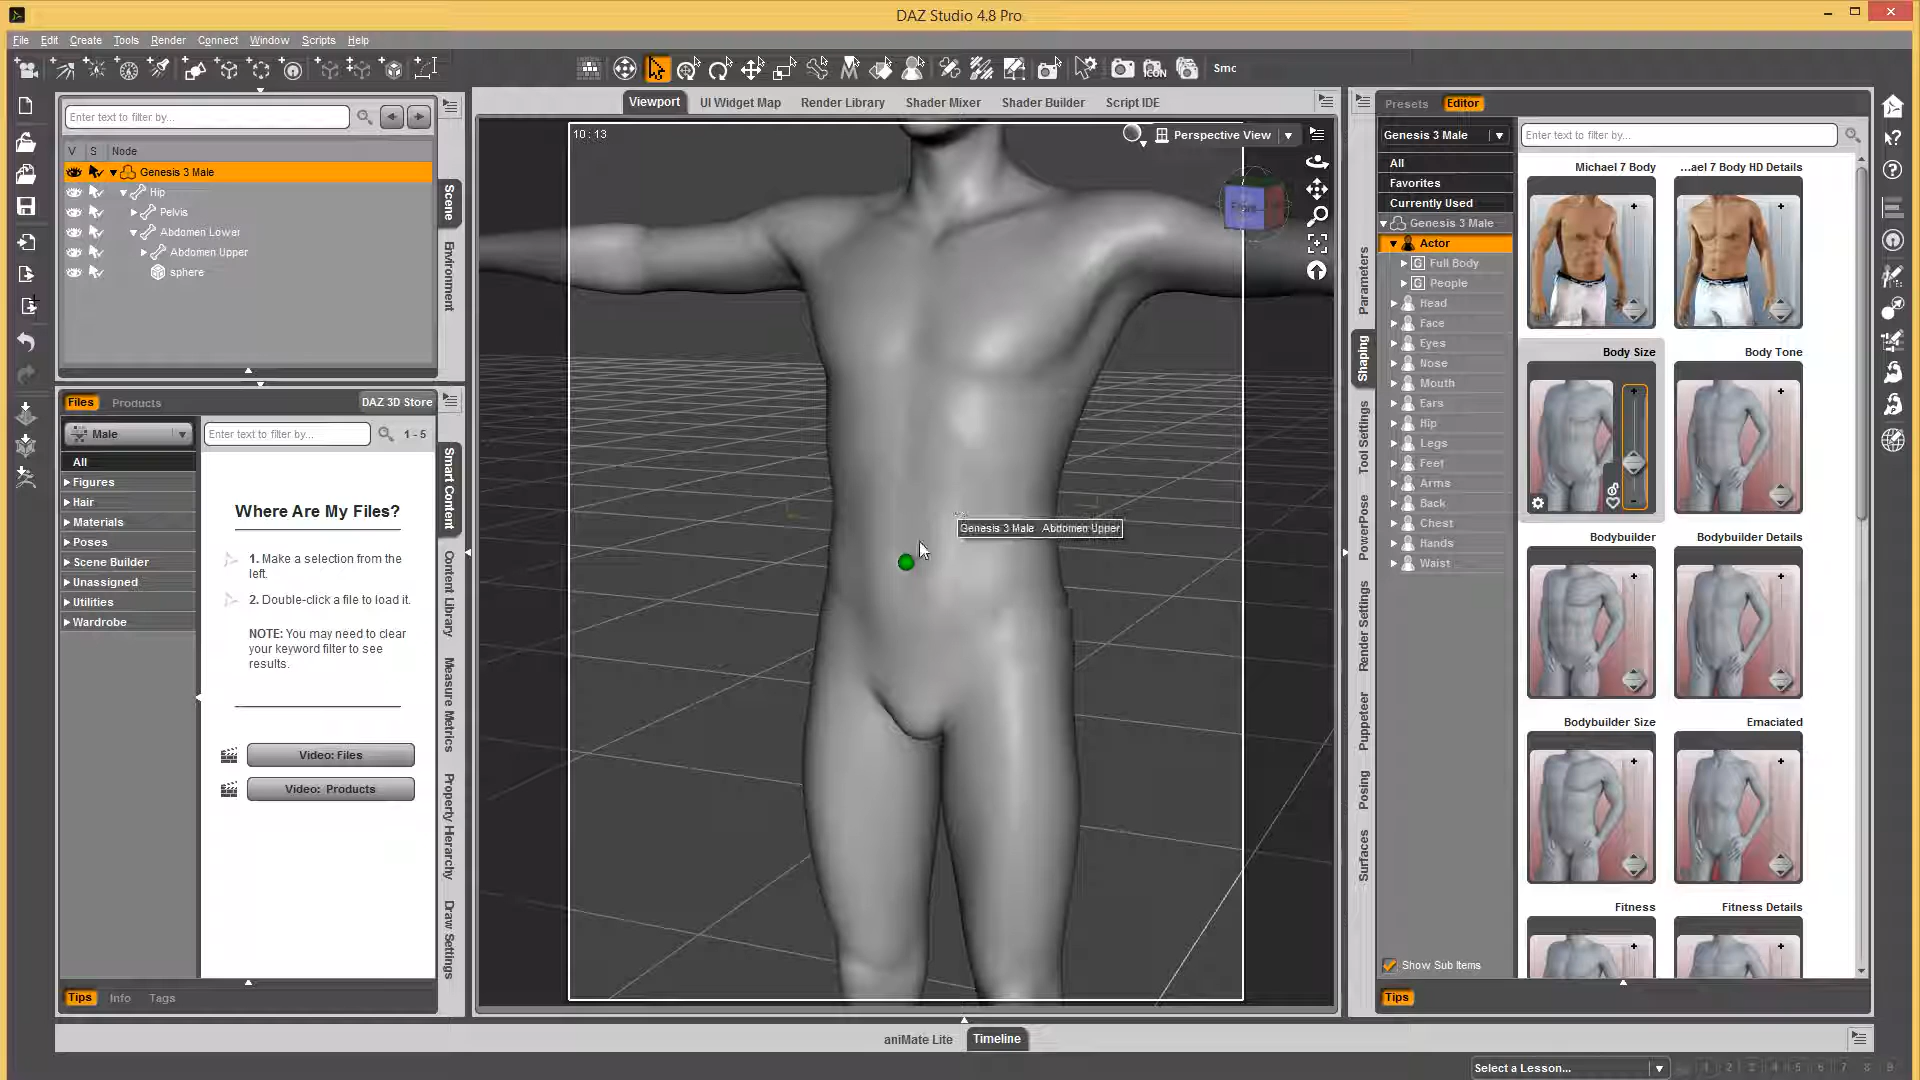 DAZ Studio 4.8 Pro
File Edit Create Tools Render Connect Window Scripts Help
ICON
Smc
Viewport UI Widget Map Render Library Shader Mixer Shader Builder Script IDE
Enter text to filter by...
V S Node
Genesis 3 Male
Hip
Pelvis
Abdomen Lower
Abdomen Upper
sphere
Scene
Environment
Files Products DAZ 3D Store
Male
Enter text to filter by...
1 - 5
All
Figures
Hair
Materials
Poses
Scene Builder
Unassigned
Utilities
Wardrobe
Where Are My Files?
1. Make a selection from the
left.
2. Double-click a file to load it.
NOTE: You may need to clear
your keyword filter to see
results.
Video: Files
Video: Products
Tips Info Tags
Smart Content
Content Library
Measure Metrics
Property Hierarchy
Draw Settings
10 : 13
Perspective View
Genesis 3 Male Abdomen Upper
aniMate Lite Timeline
Parameters
Shaping
Tool Settings
PowerPose
Render Settings
Puppeteer
Posing
Surfaces
Presets Editor
Genesis 3 Male
Enter text to filter by...
All
Favorites
Currently Used
Genesis 3 Male
Actor
Full Body
People
Head
Face
Eyes
Nose
Mouth
Ears
Hip
Legs
Feet
Arms
Back
Chest
Hands
Waist
Show Sub Items
Tips
Michael 7 Body
...ael 7 Body HD Details
Body Size
Body Tone
Bodybuilder
Bodybuilder Details
Bodybuilder Size
Emaciated
Fitness
Fitness Details
Select a Lesson...
1 2 3 4 5 6 7 8 9